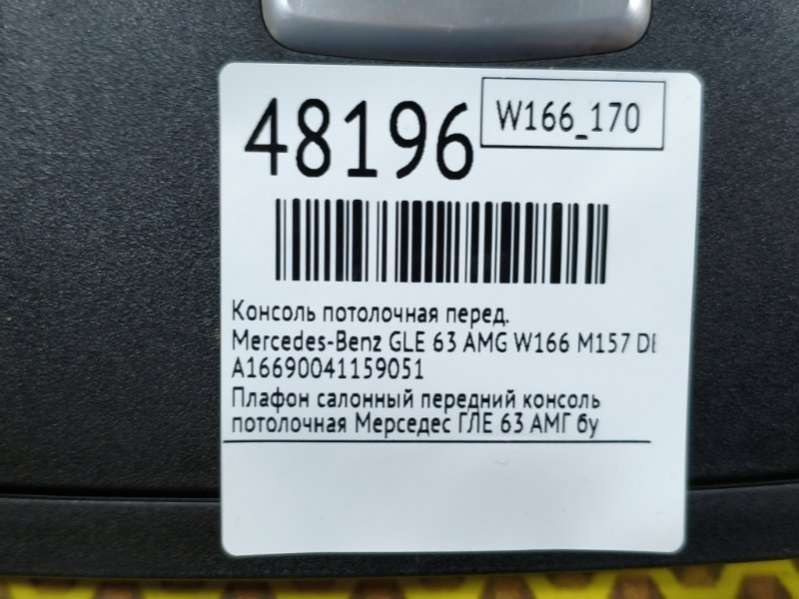 48196
W166_170
Консоль потолочная перед.
Mercedes-Benz GLE 63 AMG W166 M157 DE
A16690041159051
Плафон салонный передний консоль
потолочная Мерседес ГЛЕ 63 АМГ бу